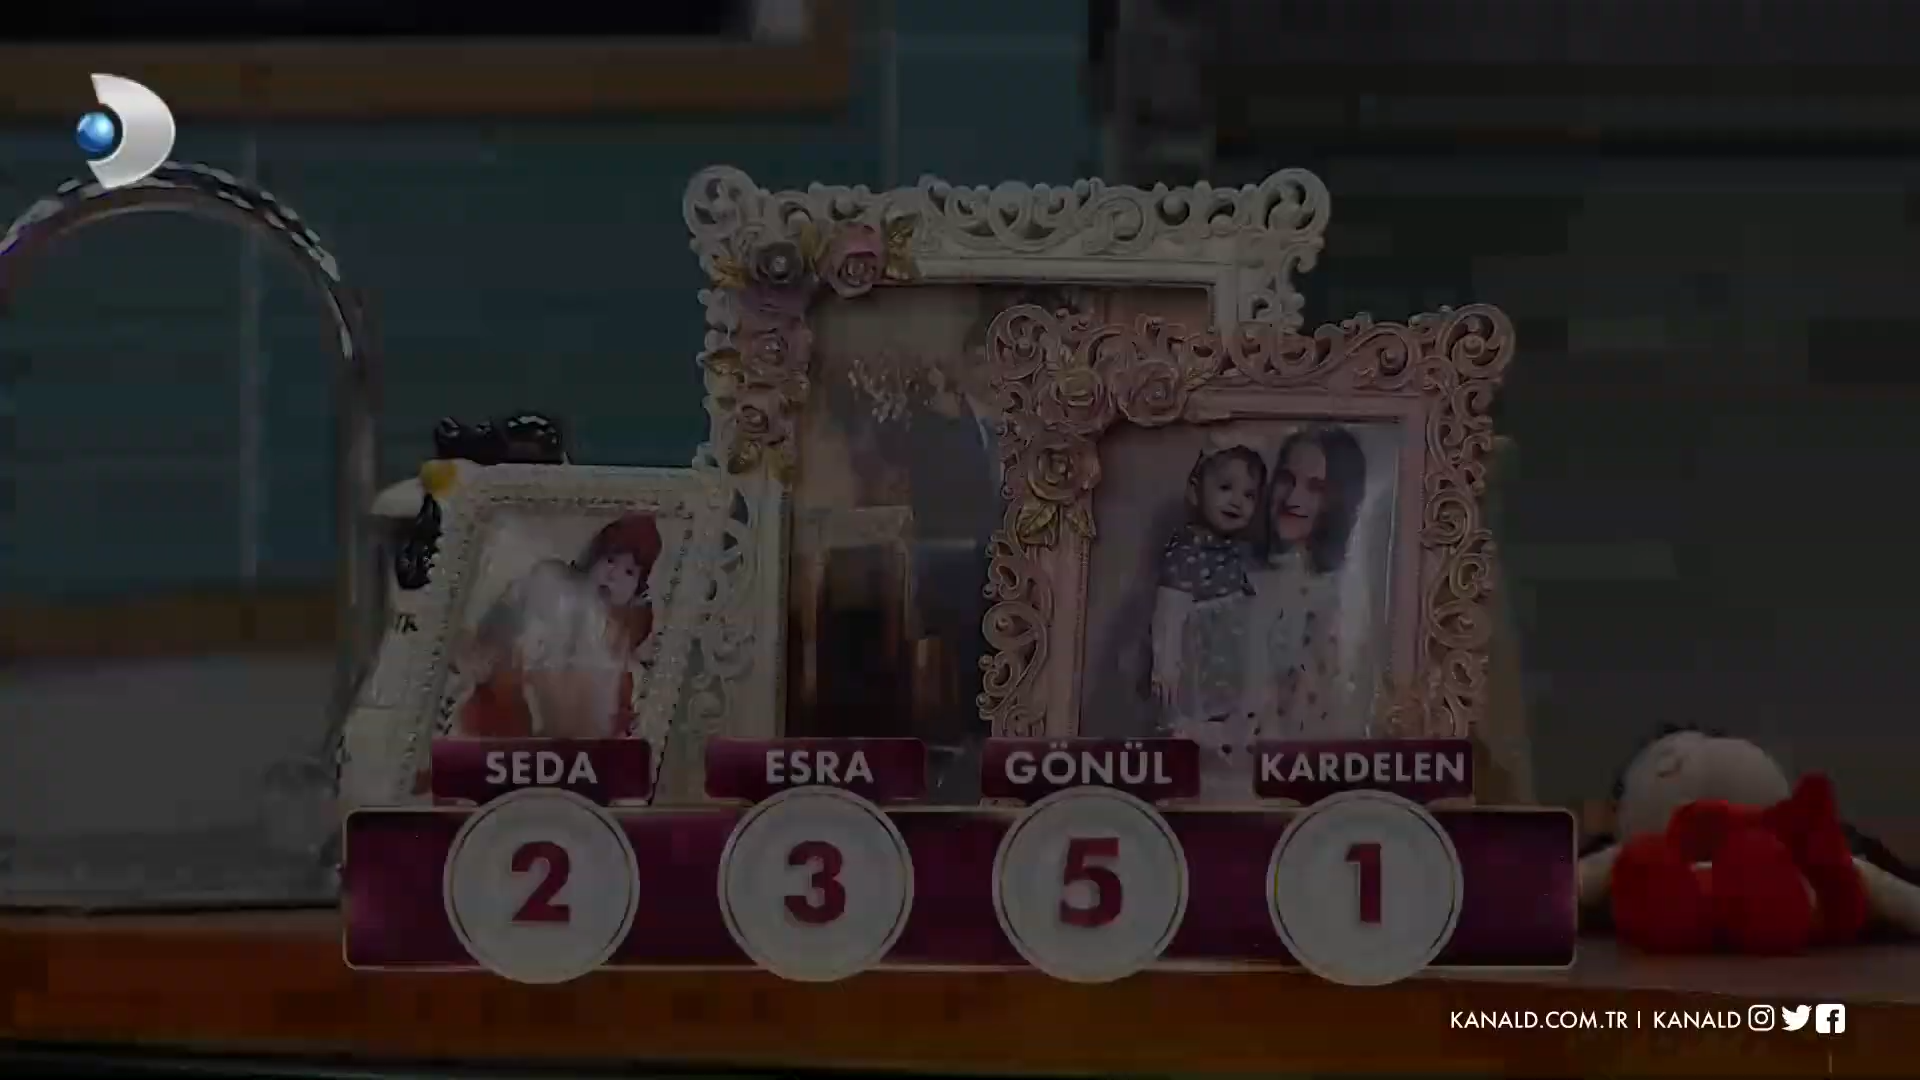 SEDA
ESRA
GÖNÜL
KARDELEN
2
3
5
1
KANALD.COM.TR | KANALD